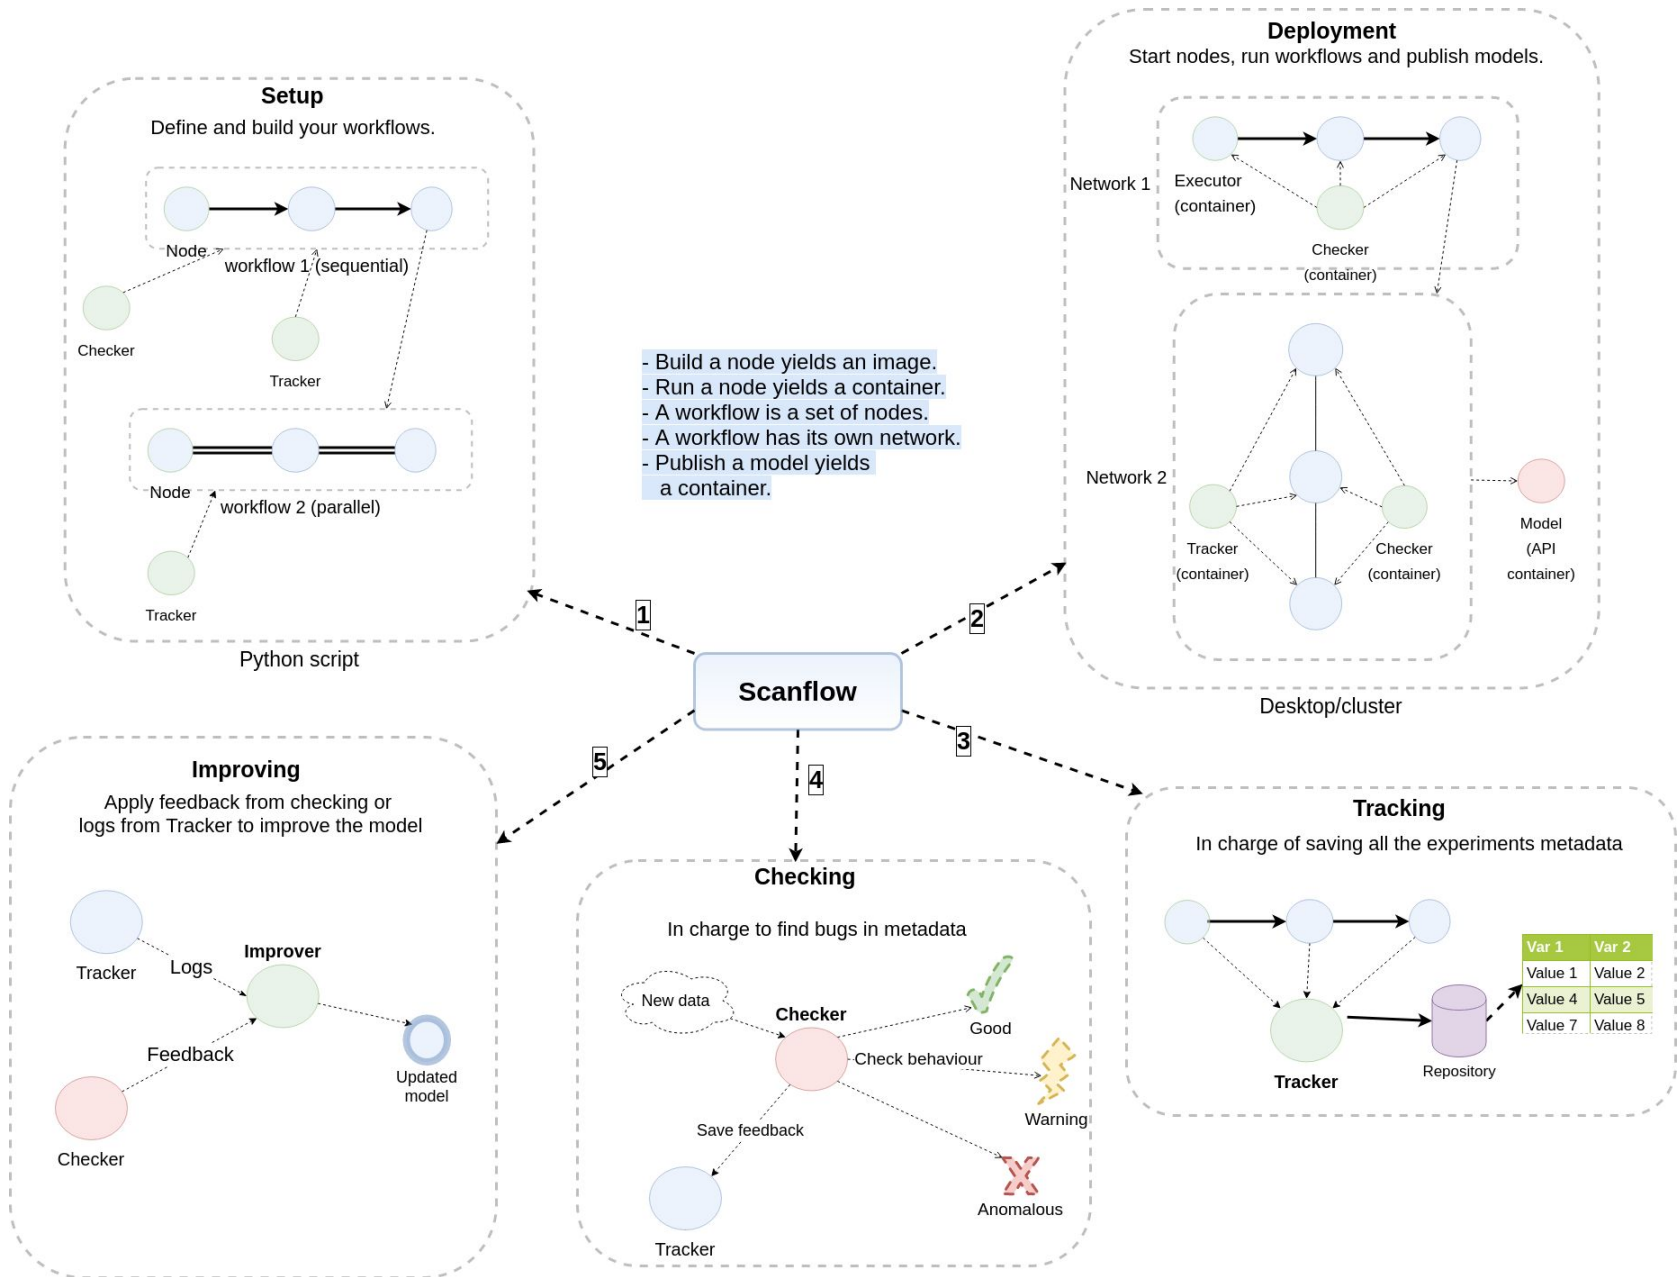 Setup
Define and build your workflows.
Node
workflow 1 (sequential)
Checker
Tracker
Node
workflow 2 (parallel)
Tracker
Python script
- Build a node yields an image.
- Run a node yields a container.
- A workflow is a set of nodes.
- A workflow has its own network.
- Publish a model yields
a container.
Deployment
Start nodes, run workflows and publish models.
Network 1
Executor
(container)
Checker
(container)
Network 2
Tracker
(container)
Checker
(container)
Model
(API
container)
Desktop/cluster
1
2
Scanflow
3
4
5
Improving
Apply feedback from checking or
logs from Tracker to improve the model
Tracker
Logs
Improver
Feedback
Updated
model
Checker
Checking
In charge to find bugs in metadata
New data
Checker
Good
Check behaviour
Warning
Save feedback
Anomalous
Tracker
Tracking
In charge of saving all the experiments metadata
Var 1 Var 2
Value 1 Value 2
Value 4 Value 5
Value 7 Value 8
Repository
Tracker